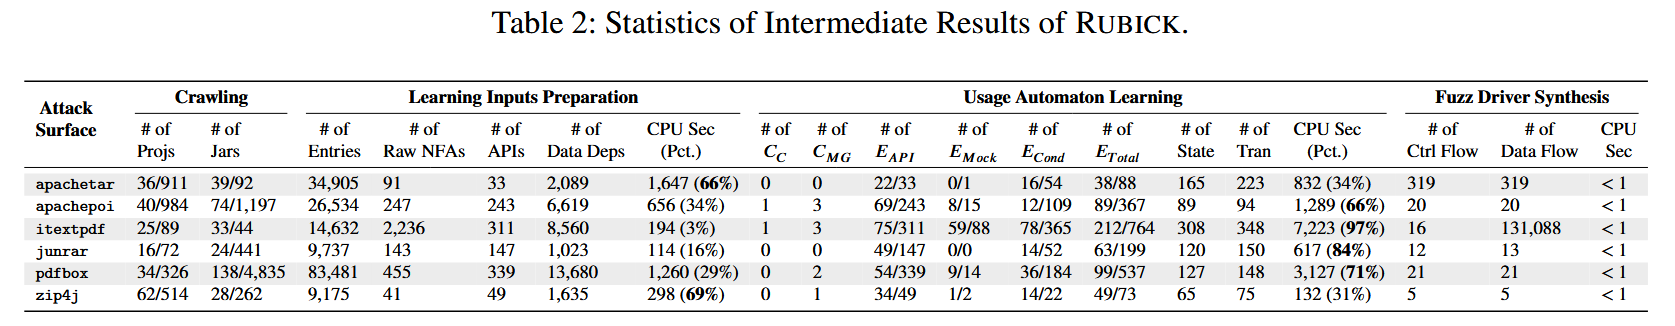 Table 2: Statistics of Intermediate Results of RUBICK.
Attack Surface Crawling Learning Inputs Preparation Usage Automaton Learning Fuzz Driver Synthesis
# of Projs # of Jars # of Entries # of Raw NFAs # of APIs # of Data Deps CPU Sec (Pct.) # of C_C # of C_MG # of E_API # of E_Mock # of E_Cond # of E_Total # of State # of Tran CPU Sec (Pct.) # of Ctrl Flow # of Data Flow CPU Sec
apachetar 36/911 39/92 34,905 91 33 2,089 1,647 (66%) 0 0 22/33 0/1 16/54 38/88 165 223 832 (34%) 319 319 < 1
apachepoi 40/984 74/1,197 26,534 247 243 6,619 656 (34%) 1 3 69/243 8/15 12/109 89/367 89 94 1,289 (66%) 20 20 < 1
itextpdf 25/89 33/44 14,632 2,236 311 8,560 194 (3%) 1 3 75/311 59/88 78/365 212/764 308 348 7,223 (97%) 16 131,088 < 1
junrar 16/72 24/441 9,737 143 147 1,023 114 (16%) 0 0 49/147 0/0 14/52 63/199 120 150 617 (84%) 12 13 < 1
pdfbox 34/326 138/4,835 83,481 455 339 13,680 1,260 (29%) 0 2 54/339 9/14 36/184 99/537 127 148 3,127 (71%) 21 21 < 1
zip4j 62/514 28/262 9,175 41 49 1,635 298 (69%) 0 1 34/49 1/2 14/22 49/73 65 75 132 (31%) 5 5 < 1